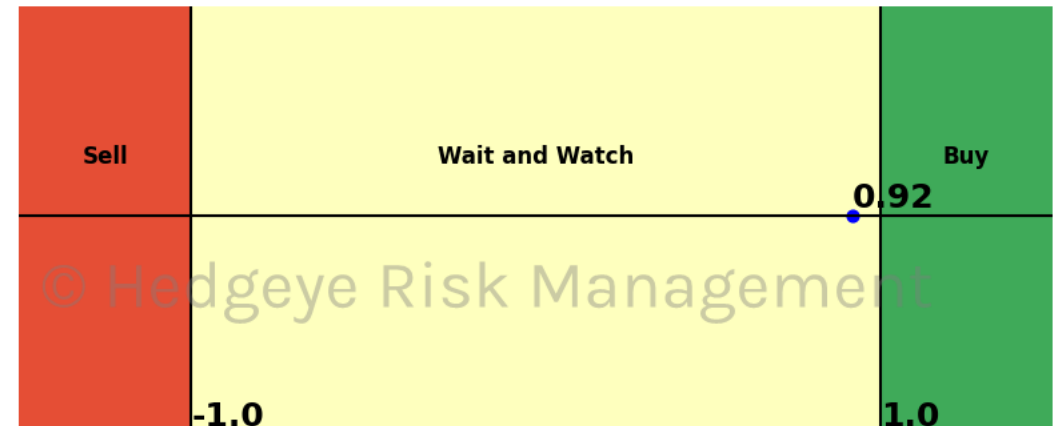 Sell
Wait and Watch
Buy
0.92
© Hedgeye Risk Management
-1.0
1.0